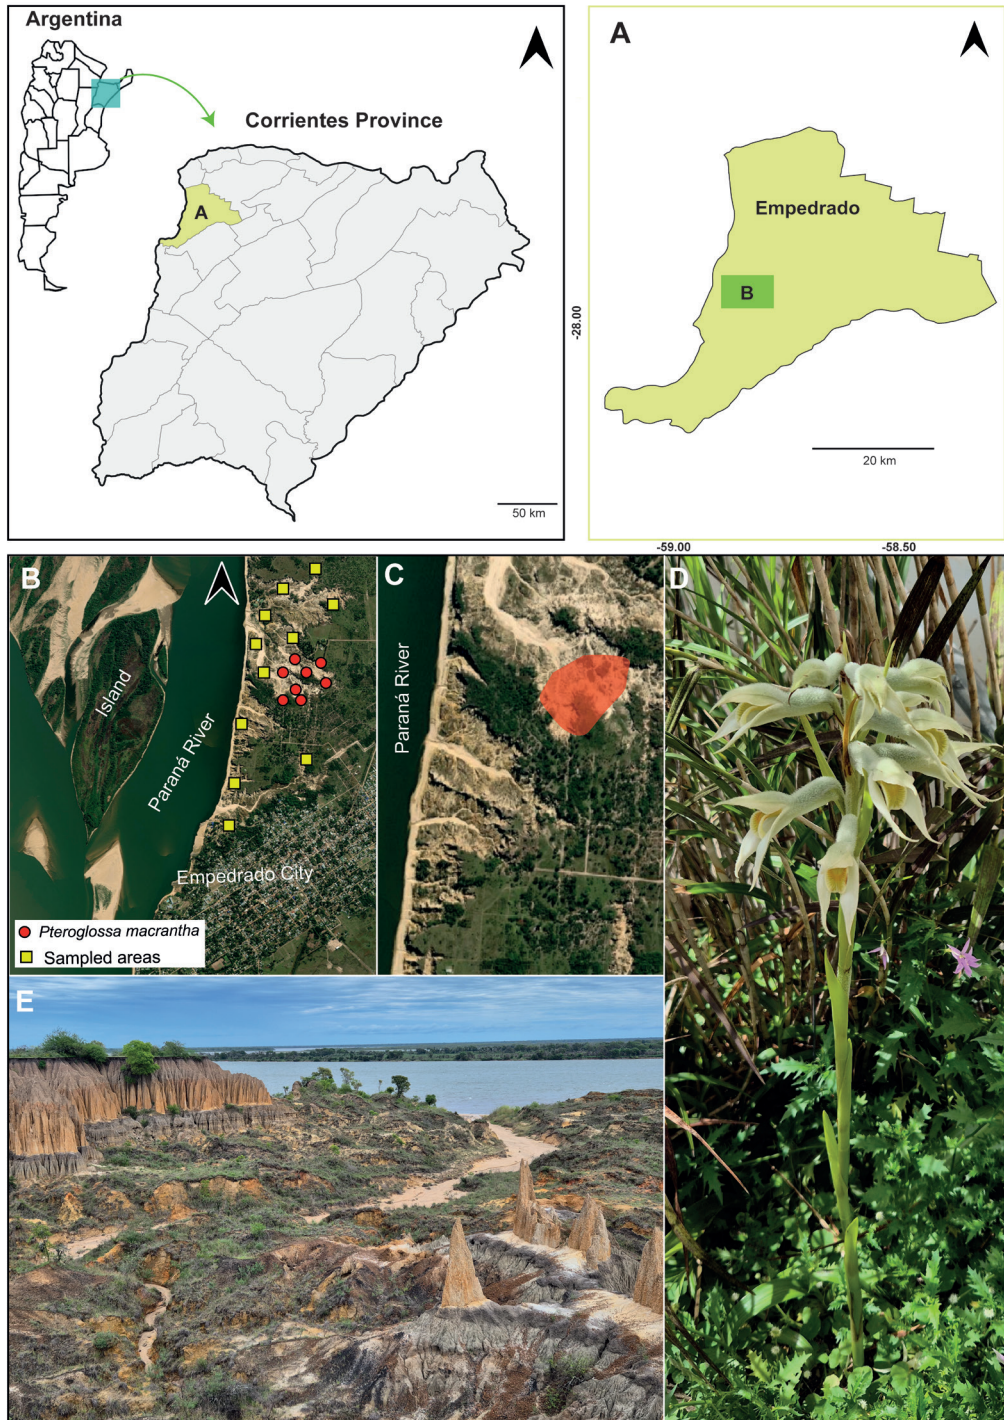 Argentina
Corrientes Province
A
50 km
A
Empedrado
B
20 km
-28.00
-59.00
-58.50
B
Island
Paraná River
Empedrado City
Pteroglossa macrantha
Sampled areas
C
Paraná River
D
E